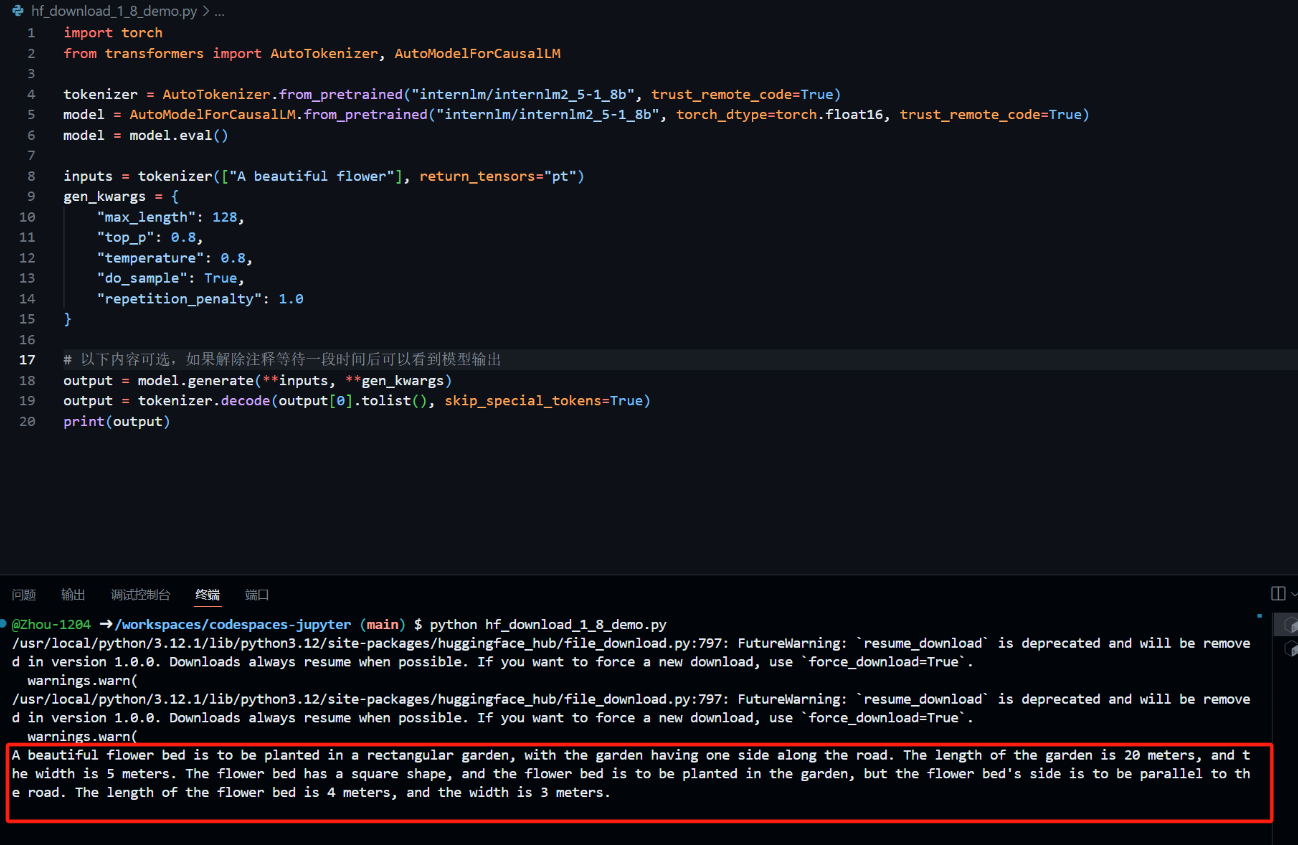 hf_download_1_8_demo.py > ...
1 import torch
2 from transformers import AutoTokenizer, AutoModelForCausalLM
3
4 tokenizer = AutoTokenizer.from_pretrained("internlm/internlm2_5-1_8b", trust_remote_code=True)
5 model = AutoModelForCausalLM.from_pretrained("internlm/internlm2_5-1_8b", torch_dtype=torch.float16, trust_remote_code=True)
6 model = model.eval()
7
8 inputs = tokenizer(["A beautiful flower"], return_tensors="pt")
9 gen_kwargs = {
10     "max_length": 128,
11     "top_p": 0.8,
12     "temperature": 0.8,
13     "do_sample": True,
14     "repetition_penalty": 1.0
15 }
16
17 # 以下内容可选，如果解除注释等待一段时间后可以看到模型输出
18 output = model.generate(**inputs, **gen_kwargs)
19 output = tokenizer.decode(output[0].tolist(), skip_special_tokens=True)
20 print(output)
问题 输出 调试控制台 终端 端口
@Zhou-1204 ➜/workspaces/codespaces-jupyter (main) $ python hf_download_1_8_demo.py
/usr/local/python/3.12.1/lib/python3.12/site-packages/huggingface_hub/file_download.py:797: FutureWarning: `resume_download` is deprecated and will be remove
d in version 1.0.0. Downloads always resume when possible. If you want to force a new download, use `force_download=True`.
  warnings.warn(
/usr/local/python/3.12.1/lib/python3.12/site-packages/huggingface_hub/file_download.py:797: FutureWarning: `resume_download` is deprecated and will be remove
d in version 1.0.0. Downloads always resume when possible. If you want to force a new download, use `force_download=True`.
  warnings.warn(
A beautiful flower bed is to be planted in a rectangular garden, with the garden having one side along the road. The length of the garden is 20 meters, and t
he width is 5 meters. The flower bed has a square shape, and the flower bed is to be planted in the garden, but the flower bed's side is to be parallel to th
e road. The length of the flower bed is 4 meters, and the width is 3 meters.